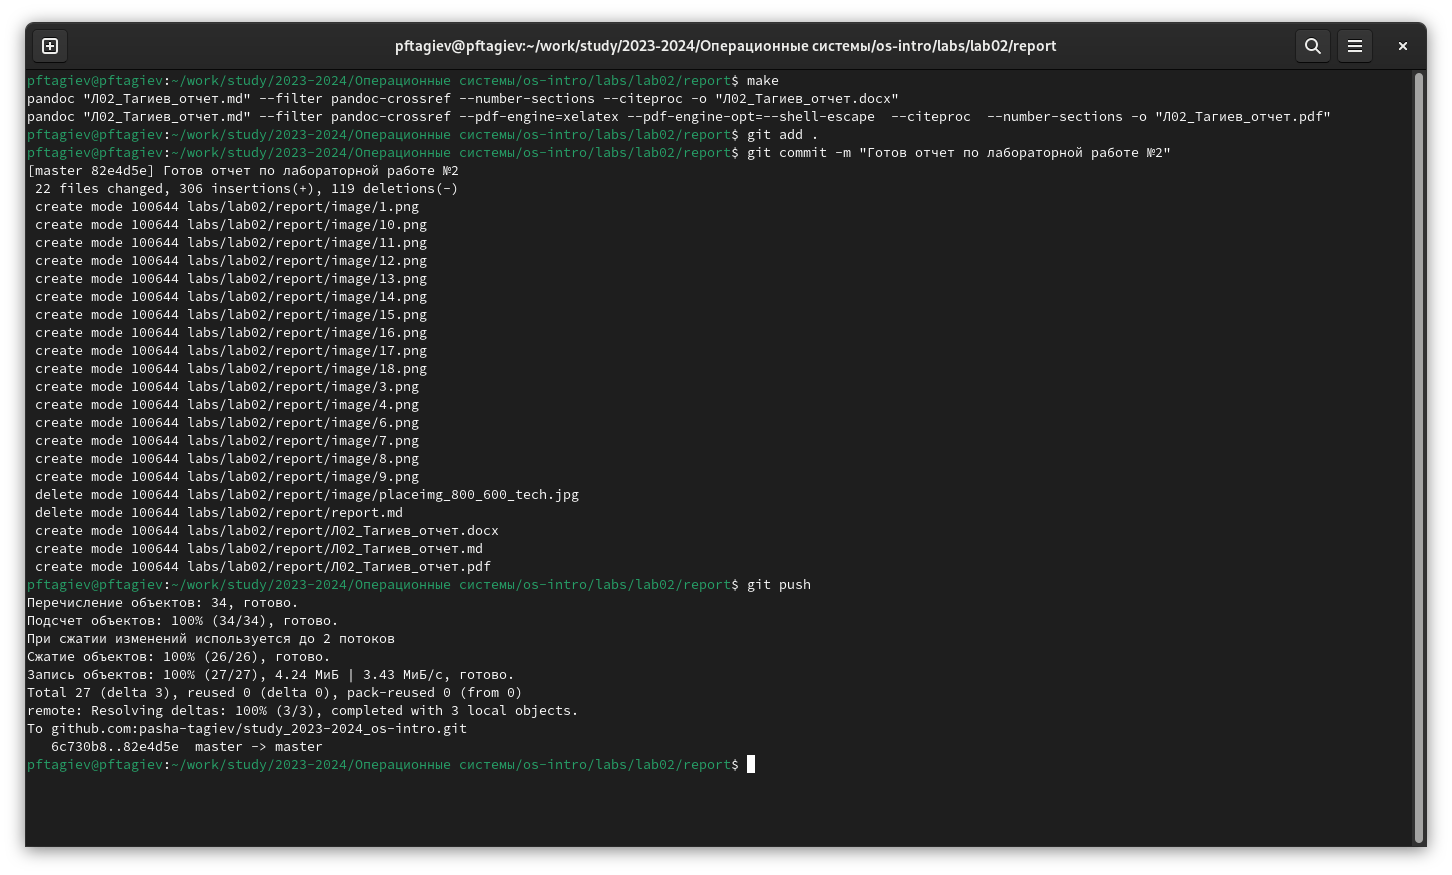 pftagiev@pftagiev:~/work/study/2023-2024/Операционные системы/os-intro/labs/lab02/report
pftagiev@pftagiev:~/work/study/2023-2024/Операционные системы/os-intro/labs/lab02/report$ make
pandoc "Л02_Тагиев_отчет.md" --filter pandoc-crossref --number-sections --citeproc -o "Л02_Тагиев_отчет.docx"
pandoc "Л02_Тагиев_отчет.md" --filter pandoc-crossref --pdf-engine=xelatex --pdf-engine-opt=--shell-escape  --citeproc  --number-sections -o "Л02_Тагиев_отчет.pdf"
pftagiev@pftagiev:~/work/study/2023-2024/Операционные системы/os-intro/labs/lab02/report$ git add .
pftagiev@pftagiev:~/work/study/2023-2024/Операционные системы/os-intro/labs/lab02/report$ git commit -m "Готов отчет по лабораторной работе №2"
[master 82e4d5e] Готов отчет по лабораторной работе №2
 22 files changed, 306 insertions(+), 119 deletions(-)
 create mode 100644 labs/lab02/report/image/1.png
 create mode 100644 labs/lab02/report/image/10.png
 create mode 100644 labs/lab02/report/image/11.png
 create mode 100644 labs/lab02/report/image/12.png
 create mode 100644 labs/lab02/report/image/13.png
 create mode 100644 labs/lab02/report/image/14.png
 create mode 100644 labs/lab02/report/image/15.png
 create mode 100644 labs/lab02/report/image/16.png
 create mode 100644 labs/lab02/report/image/17.png
 create mode 100644 labs/lab02/report/image/18.png
 create mode 100644 labs/lab02/report/image/3.png
 create mode 100644 labs/lab02/report/image/4.png
 create mode 100644 labs/lab02/report/image/6.png
 create mode 100644 labs/lab02/report/image/7.png
 create mode 100644 labs/lab02/report/image/8.png
 create mode 100644 labs/lab02/report/image/9.png
 delete mode 100644 labs/lab02/report/image/placeimg_800_600_tech.jpg
 delete mode 100644 labs/lab02/report/report.md
 create mode 100644 labs/lab02/report/Л02_Тагиев_отчет.docx
 create mode 100644 labs/lab02/report/Л02_Тагиев_отчет.md
 create mode 100644 labs/lab02/report/Л02_Тагиев_отчет.pdf
pftagiev@pftagiev:~/work/study/2023-2024/Операционные системы/os-intro/labs/lab02/report$ git push
Перечисление объектов: 34, готово.
Подсчет объектов: 100% (34/34), готово.
При сжатии изменений используется до 2 потоков
Сжатие объектов: 100% (26/26), готово.
Запись объектов: 100% (27/27), 4.24 МиБ | 3.43 МиБ/с, готово.
Total 27 (delta 3), reused 0 (delta 0), pack-reused 0 (from 0)
remote: Resolving deltas: 100% (3/3), completed with 3 local objects.
To github.com:pasha-tagiev/study_2023-2024_os-intro.git
   6c730b8..82e4d5e  master -> master
pftagiev@pftagiev:~/work/study/2023-2024/Операционные системы/os-intro/labs/lab02/report$